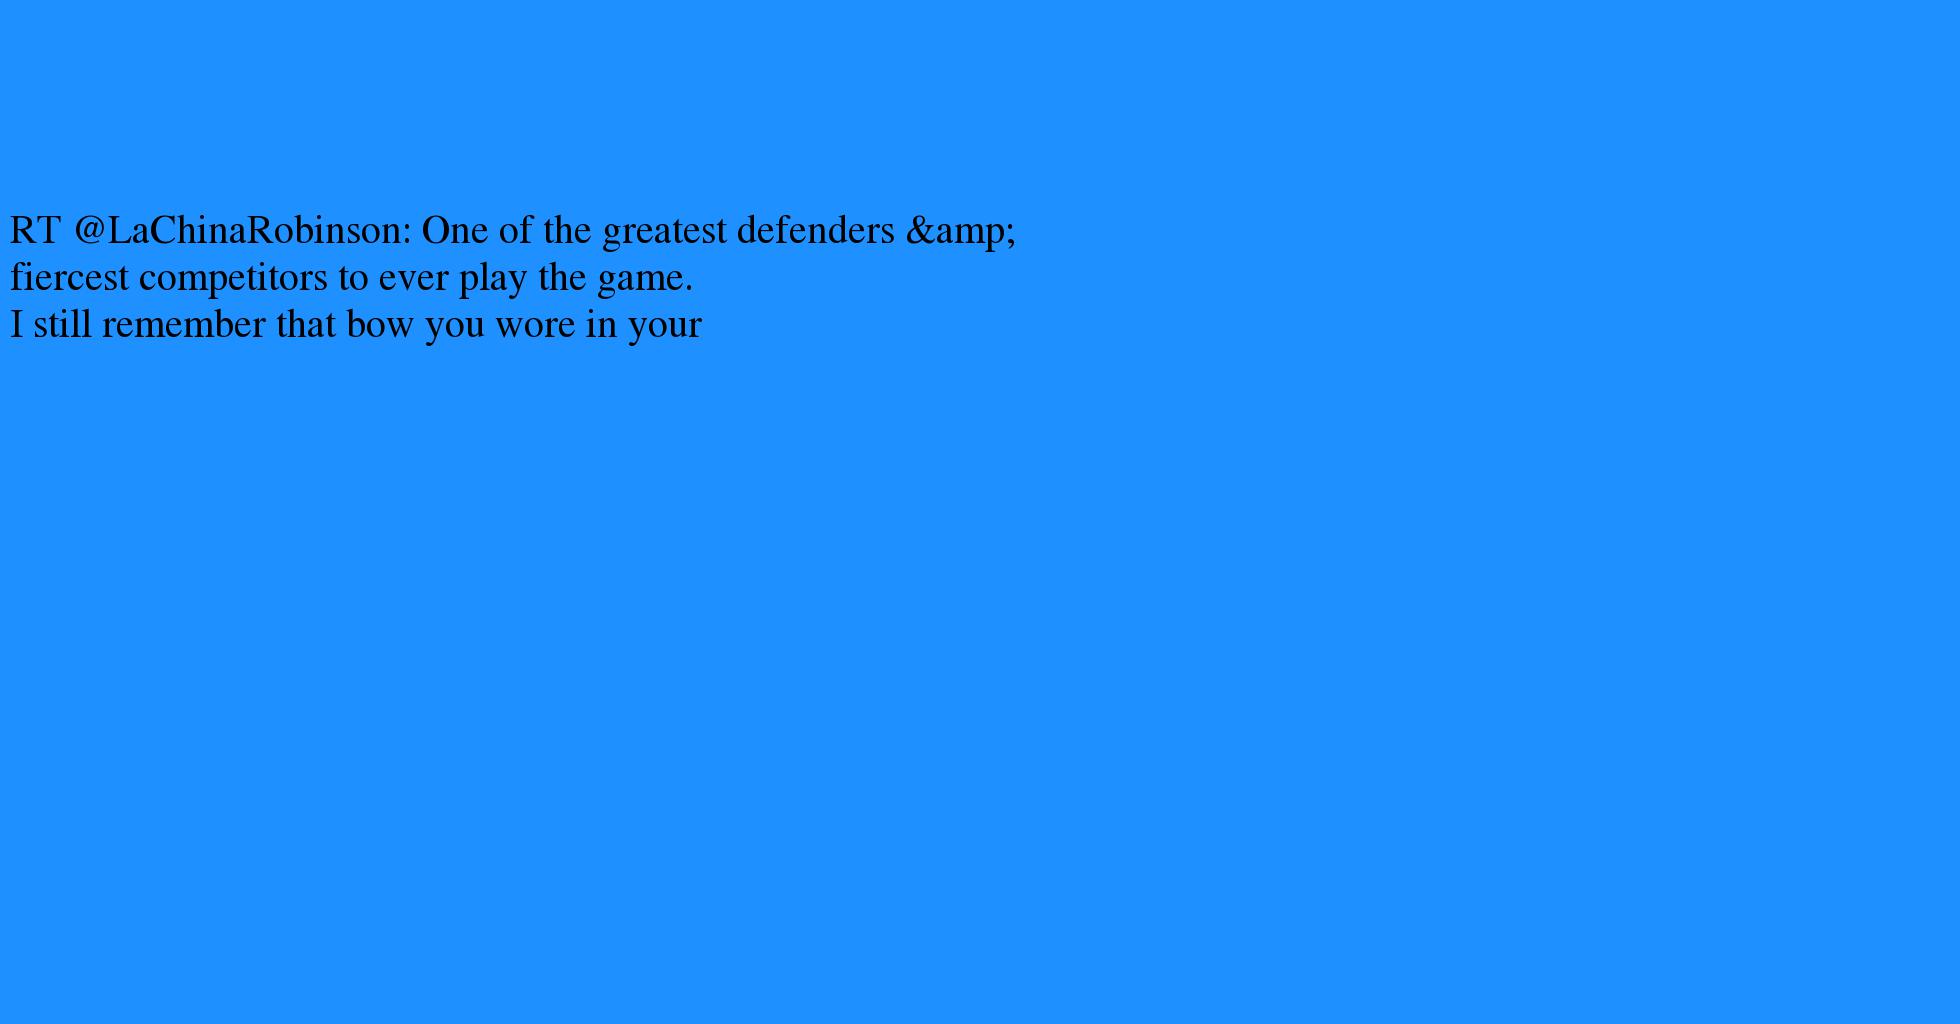 RT @LaChinaRobinson: One of the greatest defenders &amp;
fiercest competitors to ever play the game.
I still remember that bow you wore in your